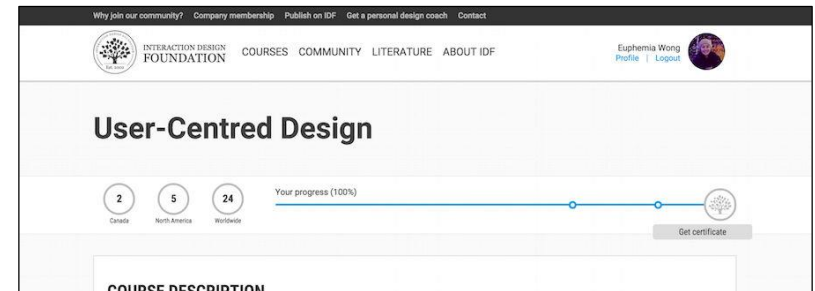 Why join our community? Company membership Publish on IDF Get a personal design coach Contact
INTERACTION DESIGN
FOUNDATION
Est. 2002
COURSES COMMUNITY LITERATURE ABOUT IDF
Euphemia Wong
Profile | Logout
User-Centred Design
2
Canada
5
North America
24
Worldwide
Your progress (100%)
Get certificate
COURSE DESCRIPTION